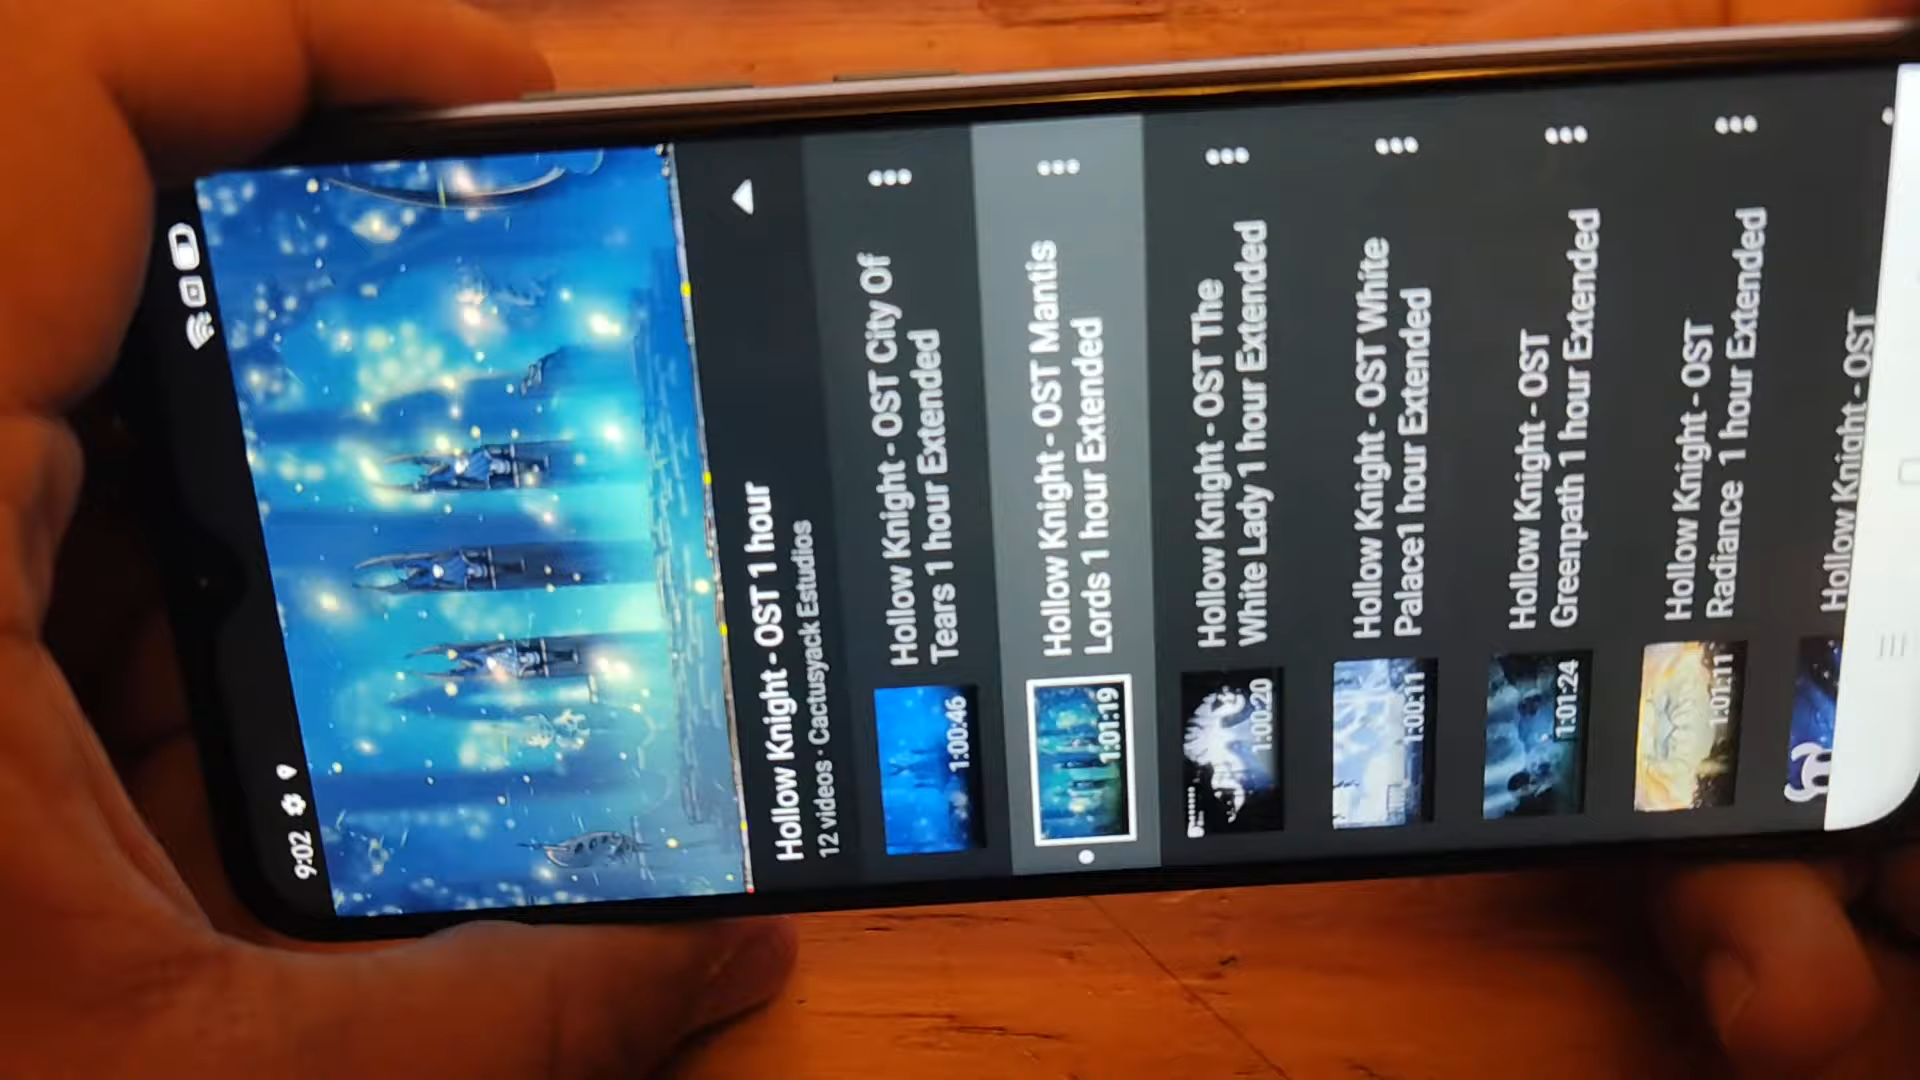 9:02
Hollow Knight - OST 1 hour
12 videos · Cactusyack Estudios
Hollow Knight - OST City Of
Tears 1 hour Extended
1:00:46
Hollow Knight - OST Mantis
Lords 1 hour Extended
1:01:19
Hollow Knight - OST The
White Lady 1 hour Extended
1:00:20
Hollow Knight - OST White
Palace1 hour Extended
1:00:11
Hollow Knight - OST
Greenpath 1 hour Extended
1:01:24
Hollow Knight - OST
Radiance 1 hour Extended
1:01:11
Hollow Knight - OST